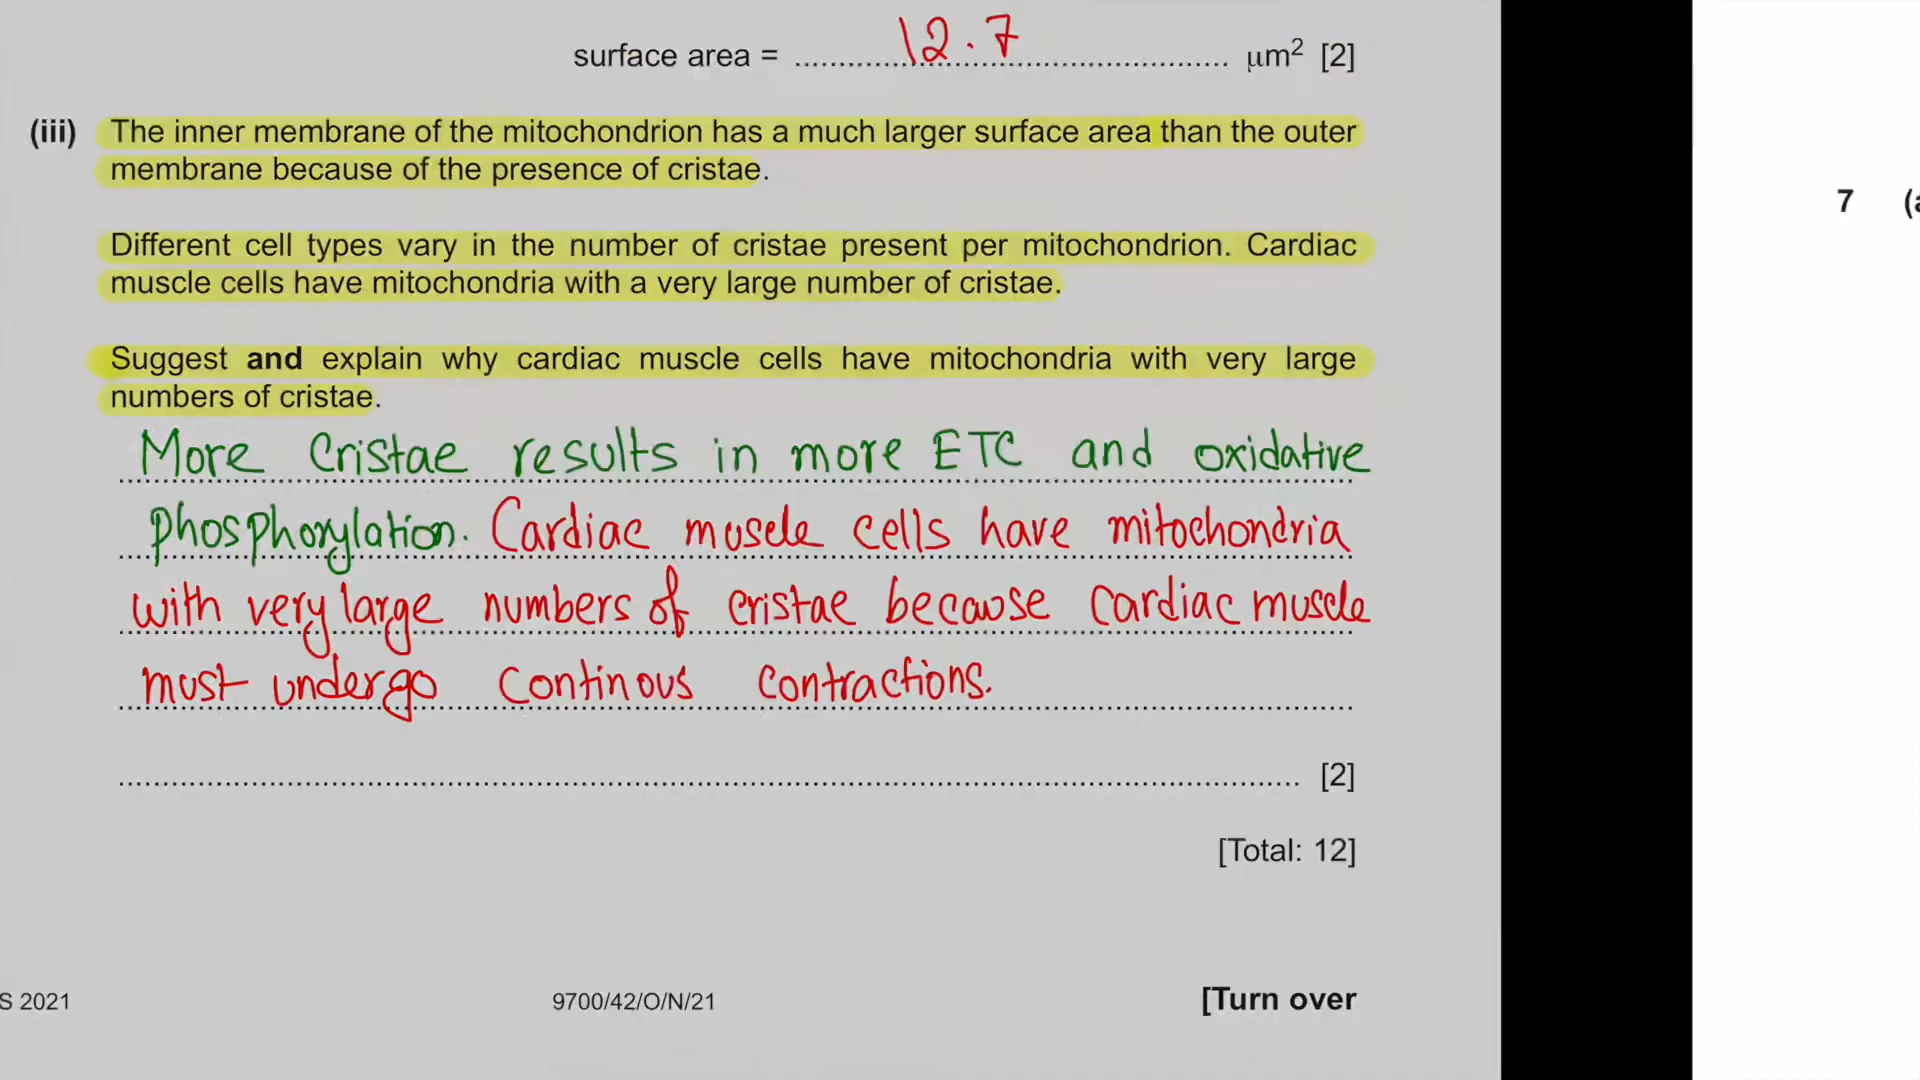 surface area = .......... 12.7 .......... µm² [2]
(iii) The inner membrane of the mitochondrion has a much larger surface area than the outer
membrane because of the presence of cristae.
7 (a
Different cell types vary in the number of cristae present per mitochondrion. Cardiac
muscle cells have mitochondria with a very large number of cristae.
Suggest and explain why cardiac muscle cells have mitochondria with very large
numbers of cristae.
More Cristae results in more ETC and oxidative
phosphorylation. Cardiac muscle cells have mitochondria
with very large numbers of cristae because cardiac muscle
must undergo continous contractions.
[2]
[Total: 12]
S 2021 9700/42/O/N/21 [Turn over